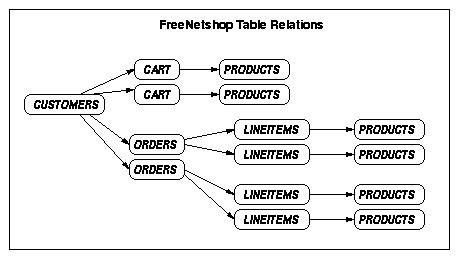 FreeNetshop Table Relations
CART PRODUCTS
CART PRODUCTS
CUSTOMERS
LINEITEMS PRODUCTS
ORDERS
LINEITEMS PRODUCTS
ORDERS
LINEITEMS PRODUCTS
LINEITEMS PRODUCTS